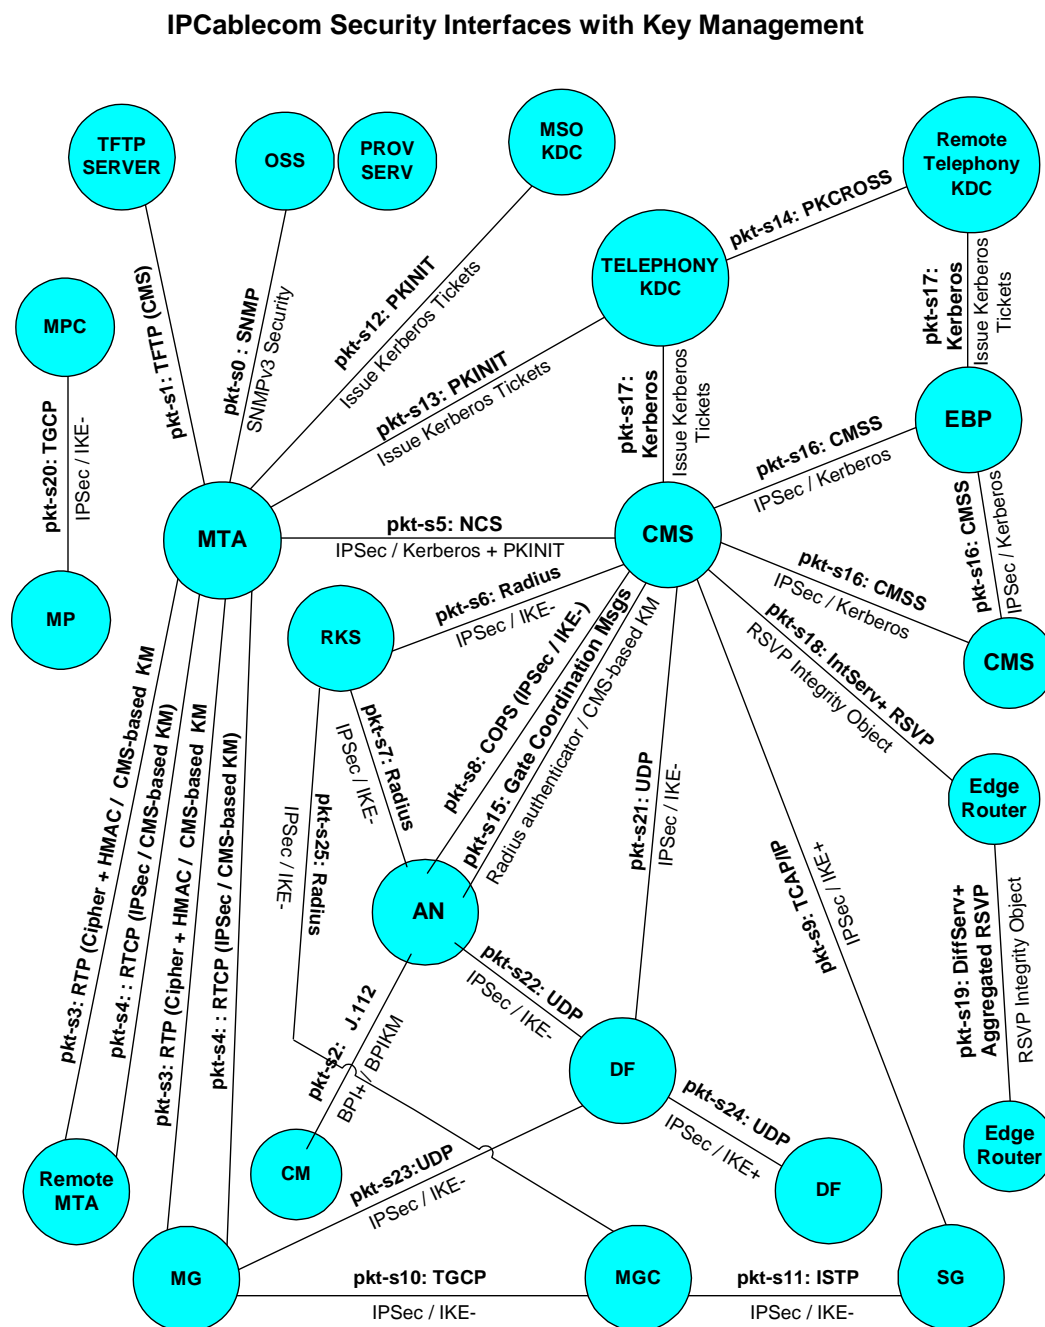 IPCablecom Security Interfaces with Key Management
TFTP
SERVER
OSS
PROV
SERV
MSO
KDC
Remote
Telephony
KDC
TELEPHONY
KDC
pkt-s14: PKCROSS
pkt-s17:
Kerberos
Issue Kerberos
Tickets
MPC
pkt-s1: TFTP (CMS)
pkt-s0 : SNMP
SNMPv3 Security
pkt-s12: PKINIT
Issue Kerberos Tickets
pkt-s13: PKINIT
Issue Kerberos Tickets
pkt-s17:
Kerberos
Issue Kerberos
Tickets
EBP
pkt-s20: TGCP
IPSec / IKE-
pkt-s16: CMSS
IPSec / Kerberos
pkt-s16: CMSS
IPSec / Kerberos
MTA
pkt-s5: NCS
IPSec / Kerberos + PKINIT
CMS
pkt-s16: CMSS
IPSec / Kerberos
MP
RKS
pkt-s6: Radius
IPSec / IKE-
CMS
pkt-s18: IntServ+ RSVP
RSVP Integrity Object
pkt-s7: Radius
IPSec / IKE-
pkt-s8: COPS (IPSec / IKE-)
pkt-s15: Gate Coordination Msgs
Radius authenticator / CMS-based KM
pkt-s21: UDP
IPSec / IKE-
pkt-s9: TCAP/IP
IPSec / IKE+
Edge
Router
pkt-s3: RTP (Cipher + HMAC / CMS-based KM
pkt-s4: : RTCP (IPSec / CMS-based KM)
pkt-s3: RTP (Cipher + HMAC / CMS-based KM
pkt-s4: : RTCP (IPSec / CMS-based KM)
pkt-s25: Radius
IPSec / IKE-
AN
pkt-s22: UDP
IPSec / IKE-
pkt-s19: DiffServ+
Aggregated RSVP
RSVP Integrity Object
pkt-s2: J.112
BPI+ / BPIKM
DF
pkt-s24: UDP
IPSec / IKE+
Remote
MTA
CM
pkt-s23:UDP
IPSec / IKE-
DF
Edge
Router
MG
pkt-s10: TGCP
IPSec / IKE-
MGC
pkt-s11: ISTP
IPSec / IKE-
SG